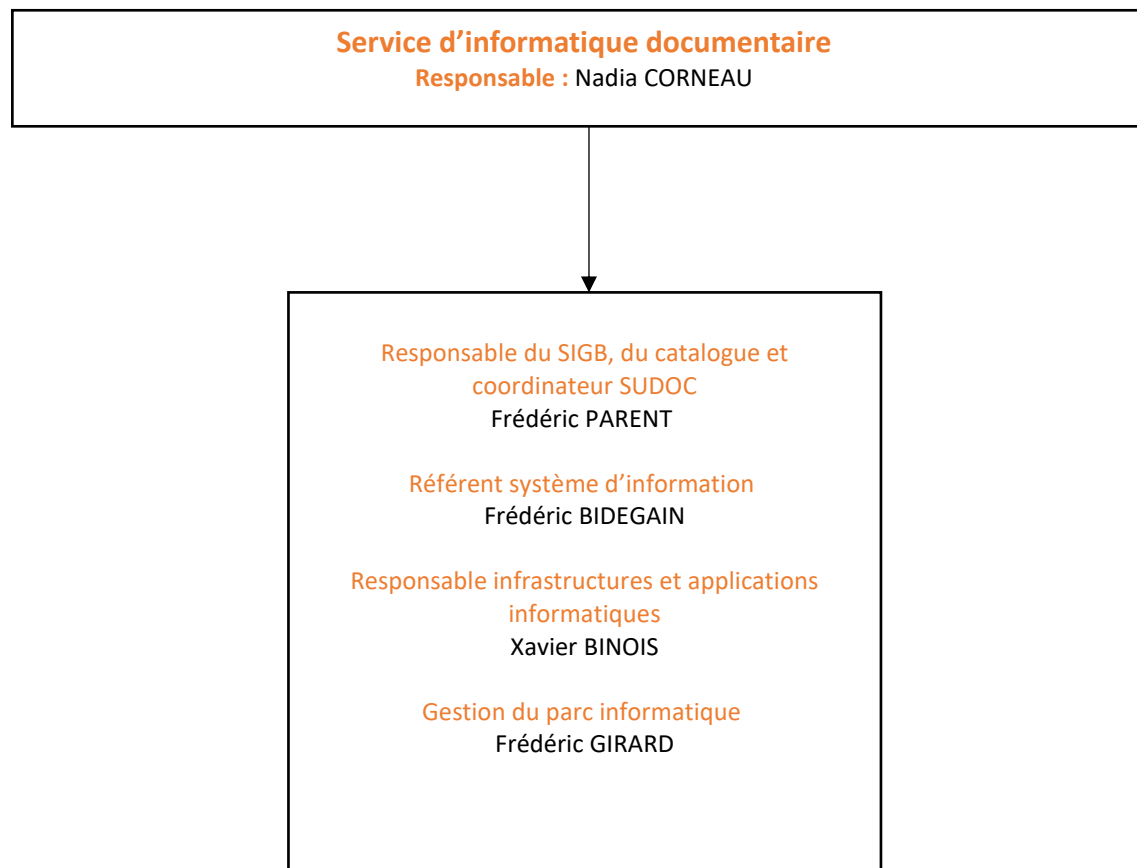 Service d’informatique documentaire
Responsable : Nadia CORNEAU
Responsable du SIGB, du catalogue et
coordinateur SUDOC
Frédéric PARENT
Référent système d’information
Frédéric BIDEGAIN
Responsable infrastructures et applications
informatiques
Xavier BINOIS
Gestion du parc informatique
Frédéric GIRARD